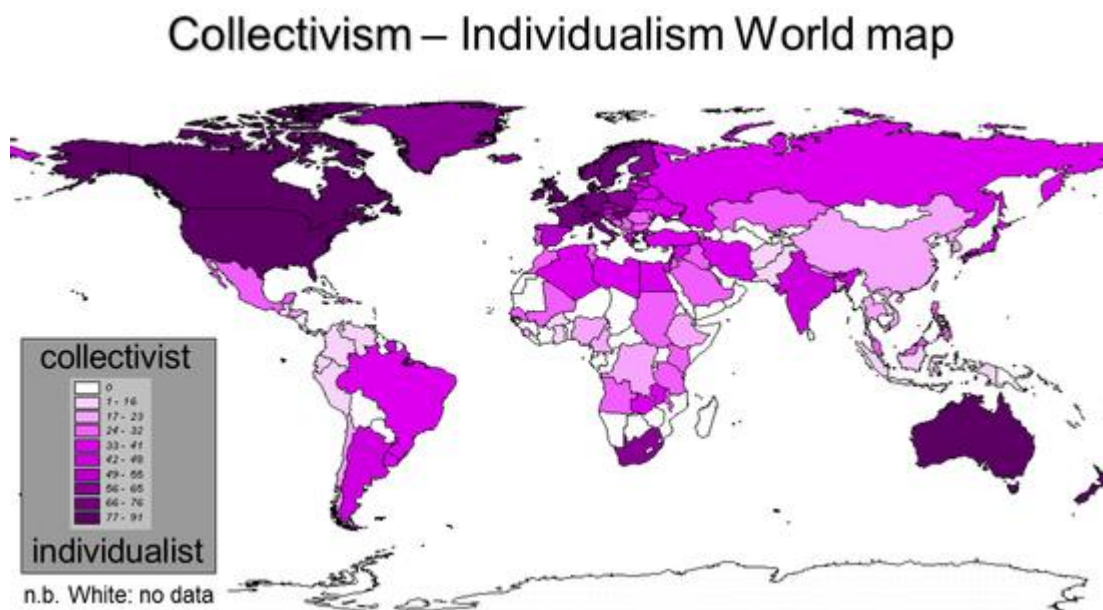 Collectivism – Individualism World map
collectivist
0
1 - 16
17 - 23
24 - 32
33 - 41
42 - 48
49 - 55
56 - 65
66 - 76
77 - 91
individualist
n.b. White: no data